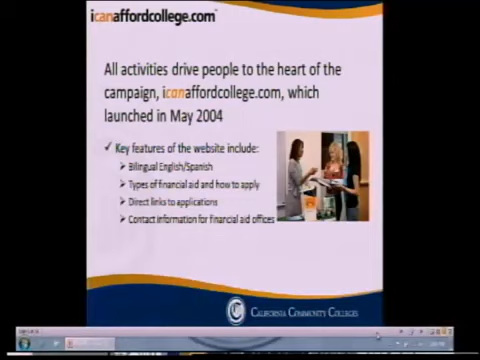 icanaffordcollege.com
All activities drive people to the heart of the
campaign, icanaffordcollege.com, which
launched in May 2004
Key features of the website include:
Bilingual English/Spanish
Types of financial aid and how to apply
Direct links to applications
Contact information for financial aid offices
CALIFORNIA COMMUNITY COLLEGES